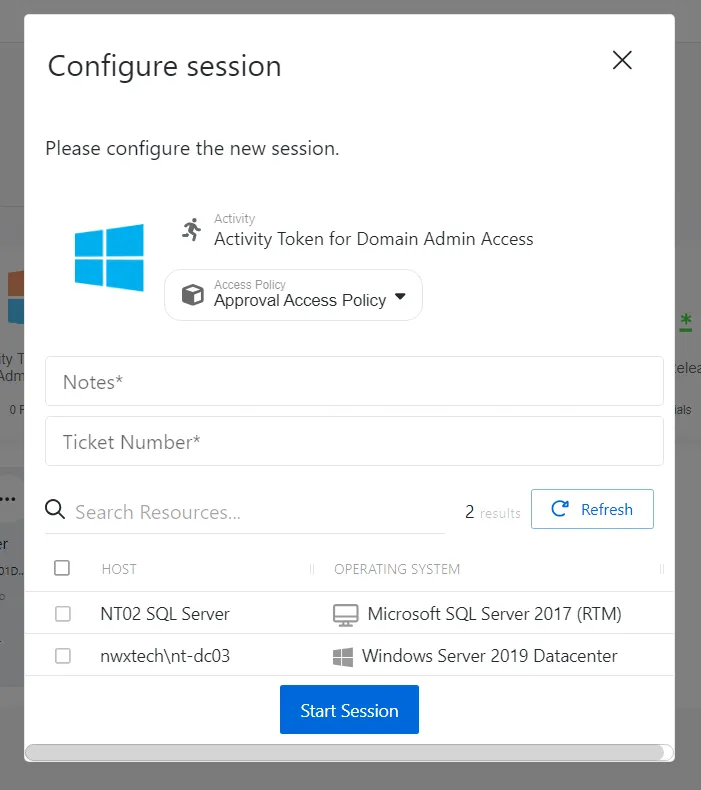 Configure session
Please configure the new session.
Activity
Activity Token for Domain Admin Access
Access Policy
Approval Access Policy
Notes*
Ticket Number*
Search Resources...
2 results
Refresh
HOST
OPERATING SYSTEM
NT02 SQL Server
Microsoft SQL Server 2017 (RTM)
nwxtech\nt-dc03
Windows Server 2019 Datacenter
Start Session